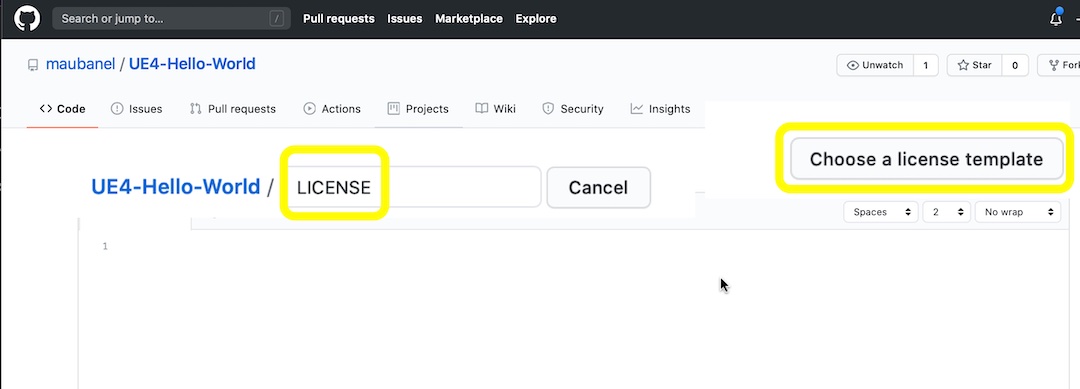 Search or jump to... / Pull requests Issues Marketplace Explore
maubanel / UE4-Hello-World Unwatch 1 Star 0 Fork
<> Code Issues Pull requests Actions Projects Wiki Security Insights
Choose a license template
UE4-Hello-World / LICENSE Cancel
Spaces 2 No wrap
1